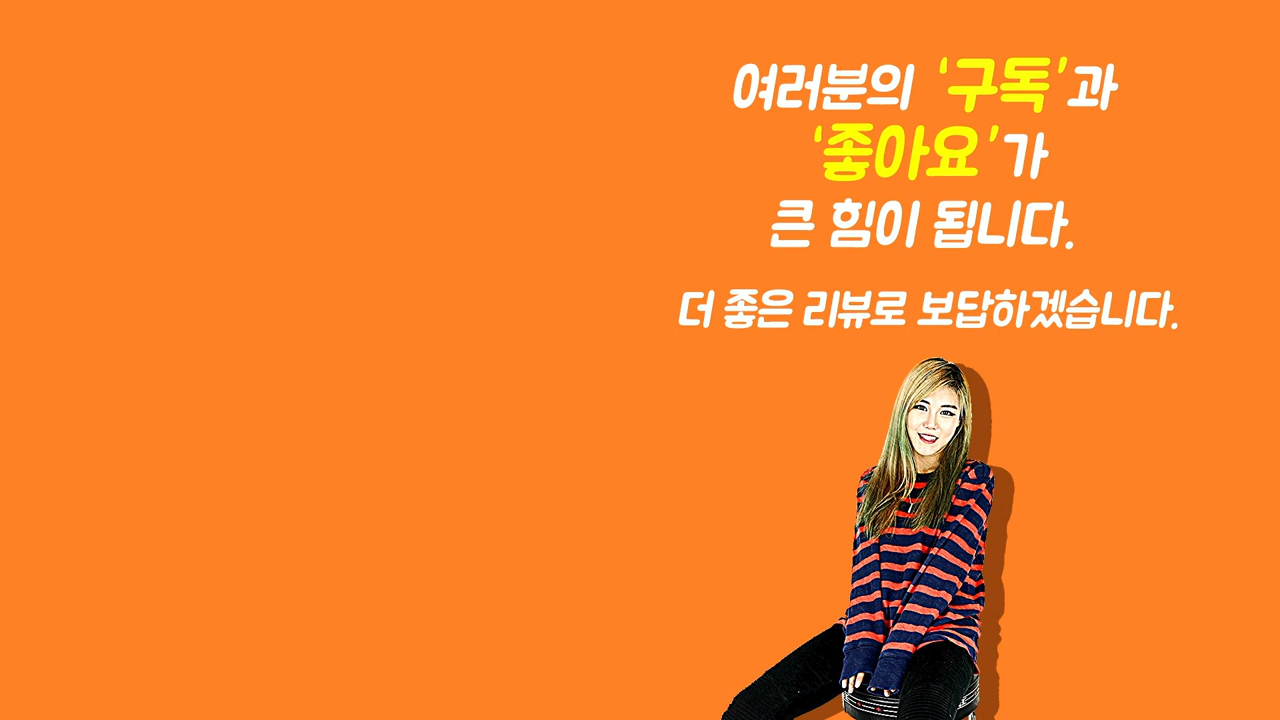 여러분의 ‘구독’과
‘좋아요’가
큰 힘이 됩니다.
더 좋은 리뷰로 보답하겠습니다.